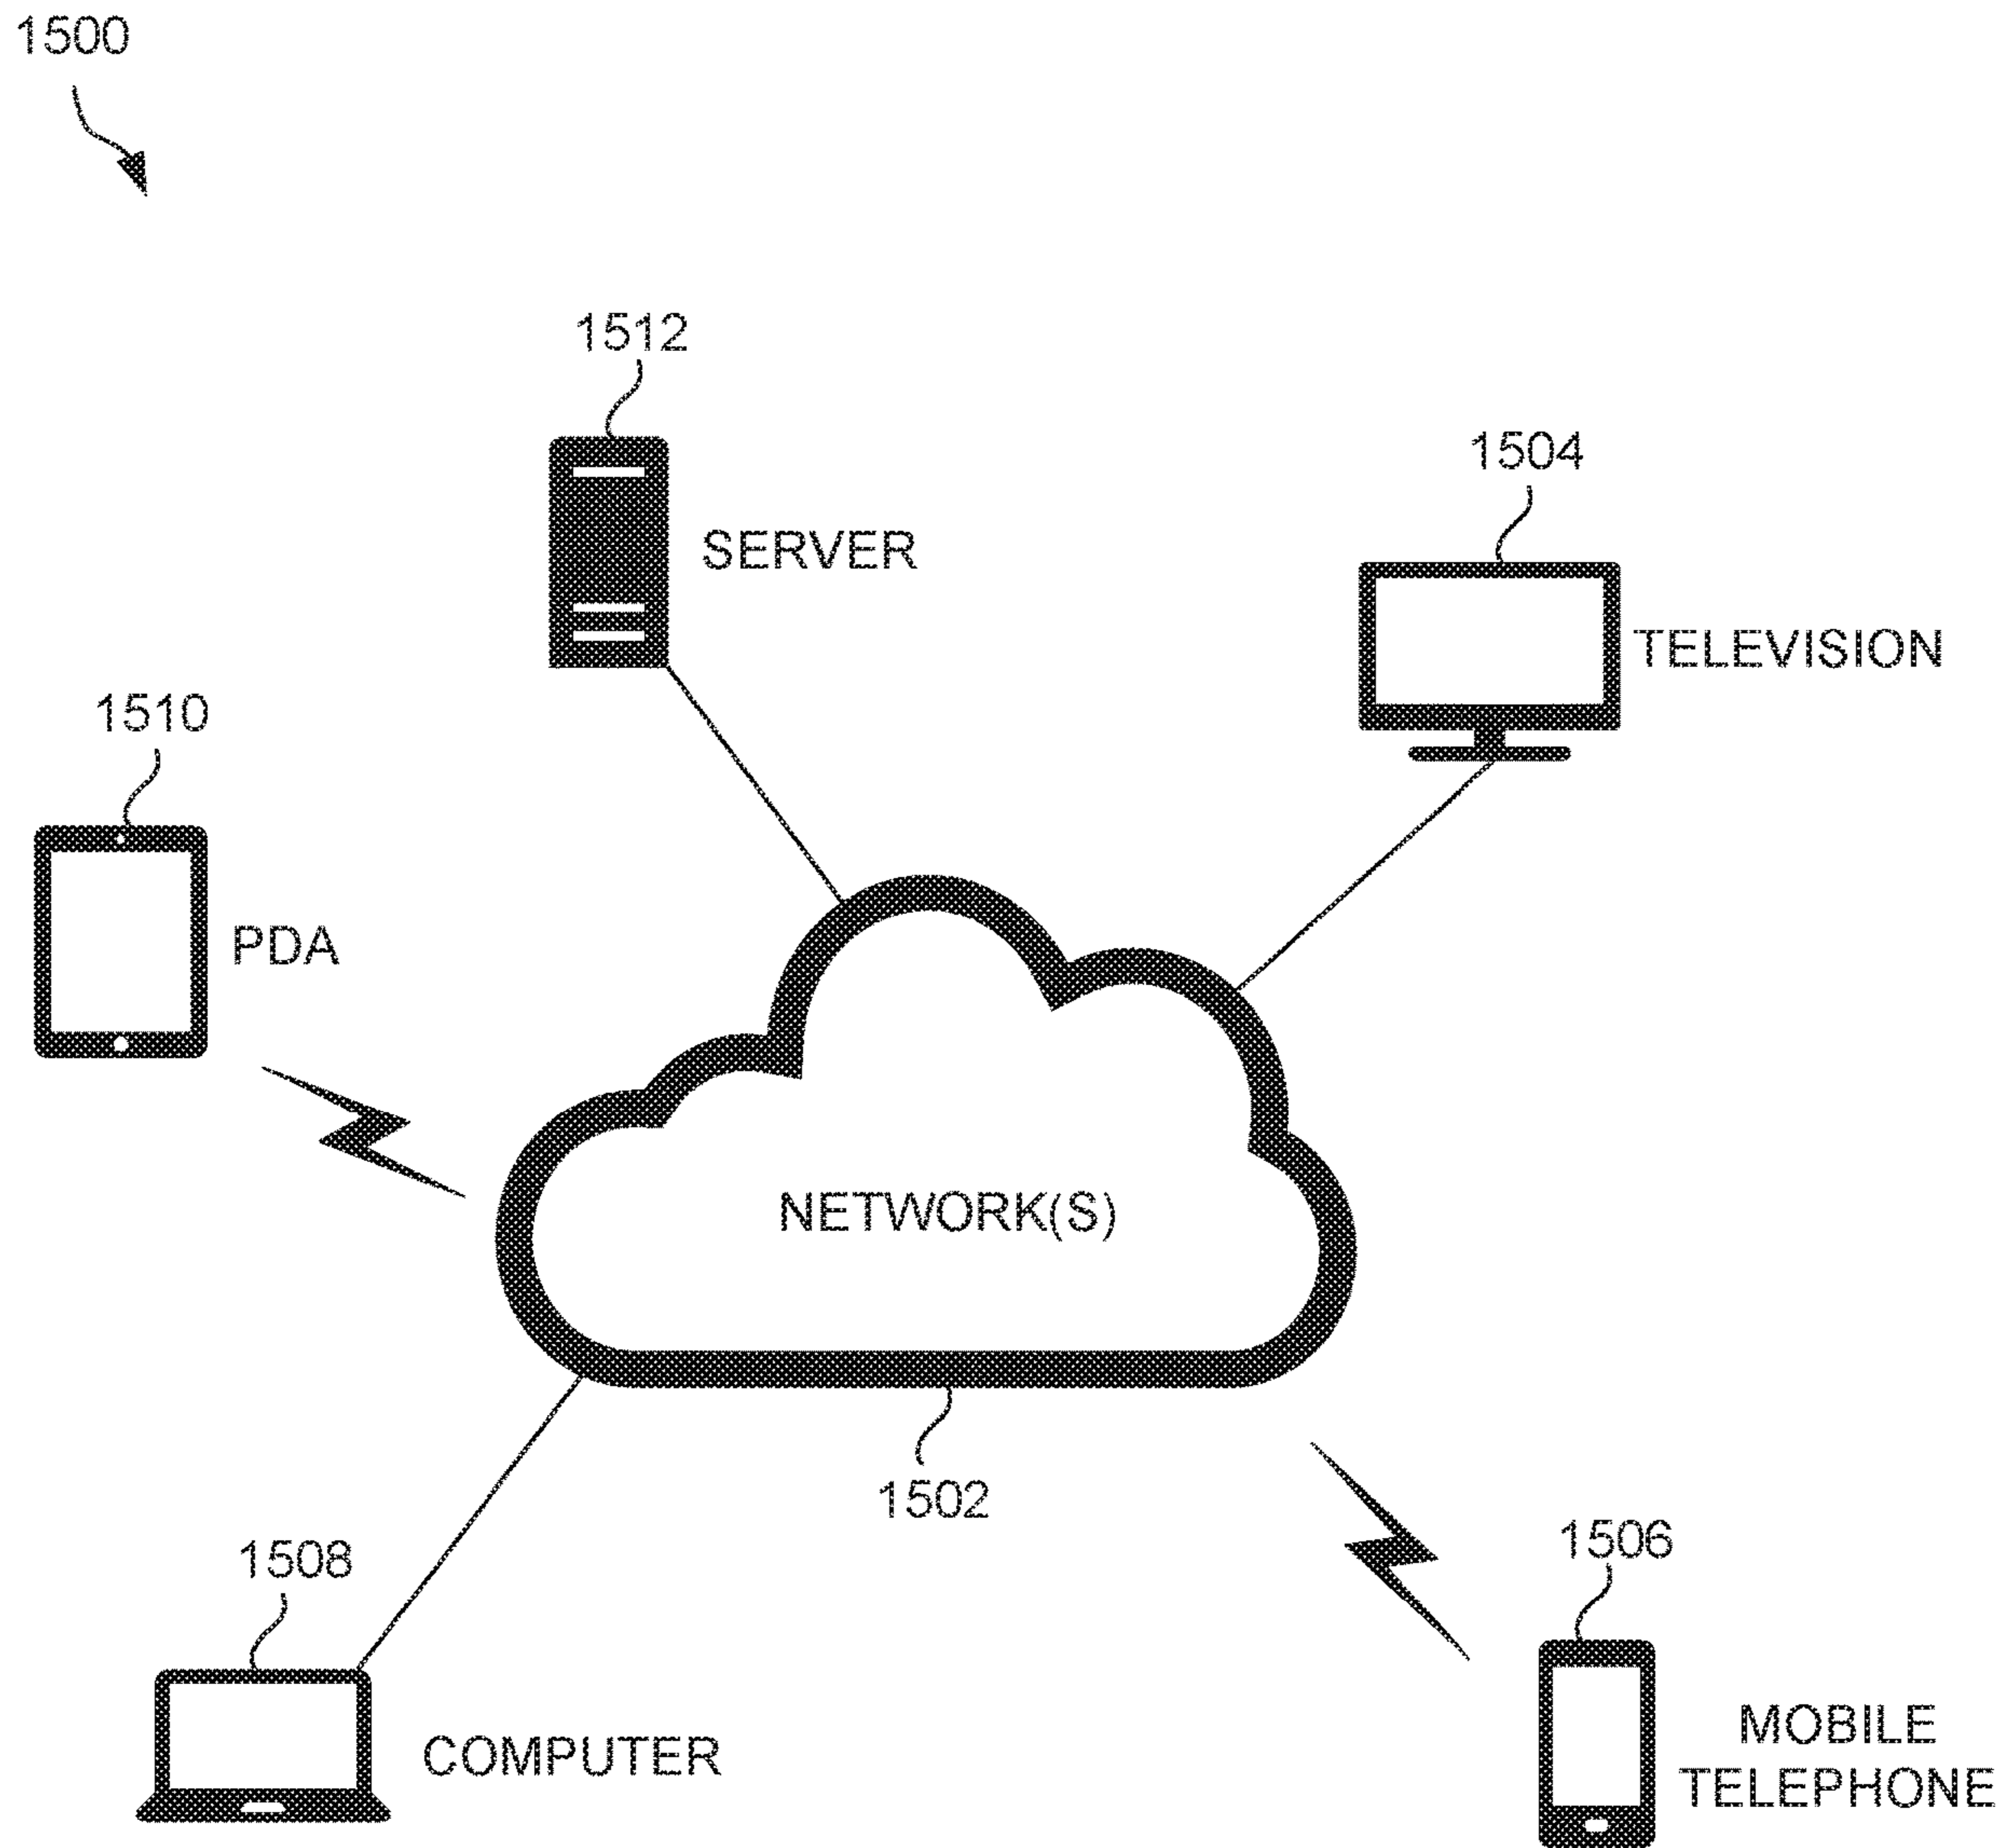 1500
1512
SERVER
1504
TELEVISION
1510
PDA
NETWORK(S)
1502
1508
COMPUTER
1506
MOBILE
TELEPHONE